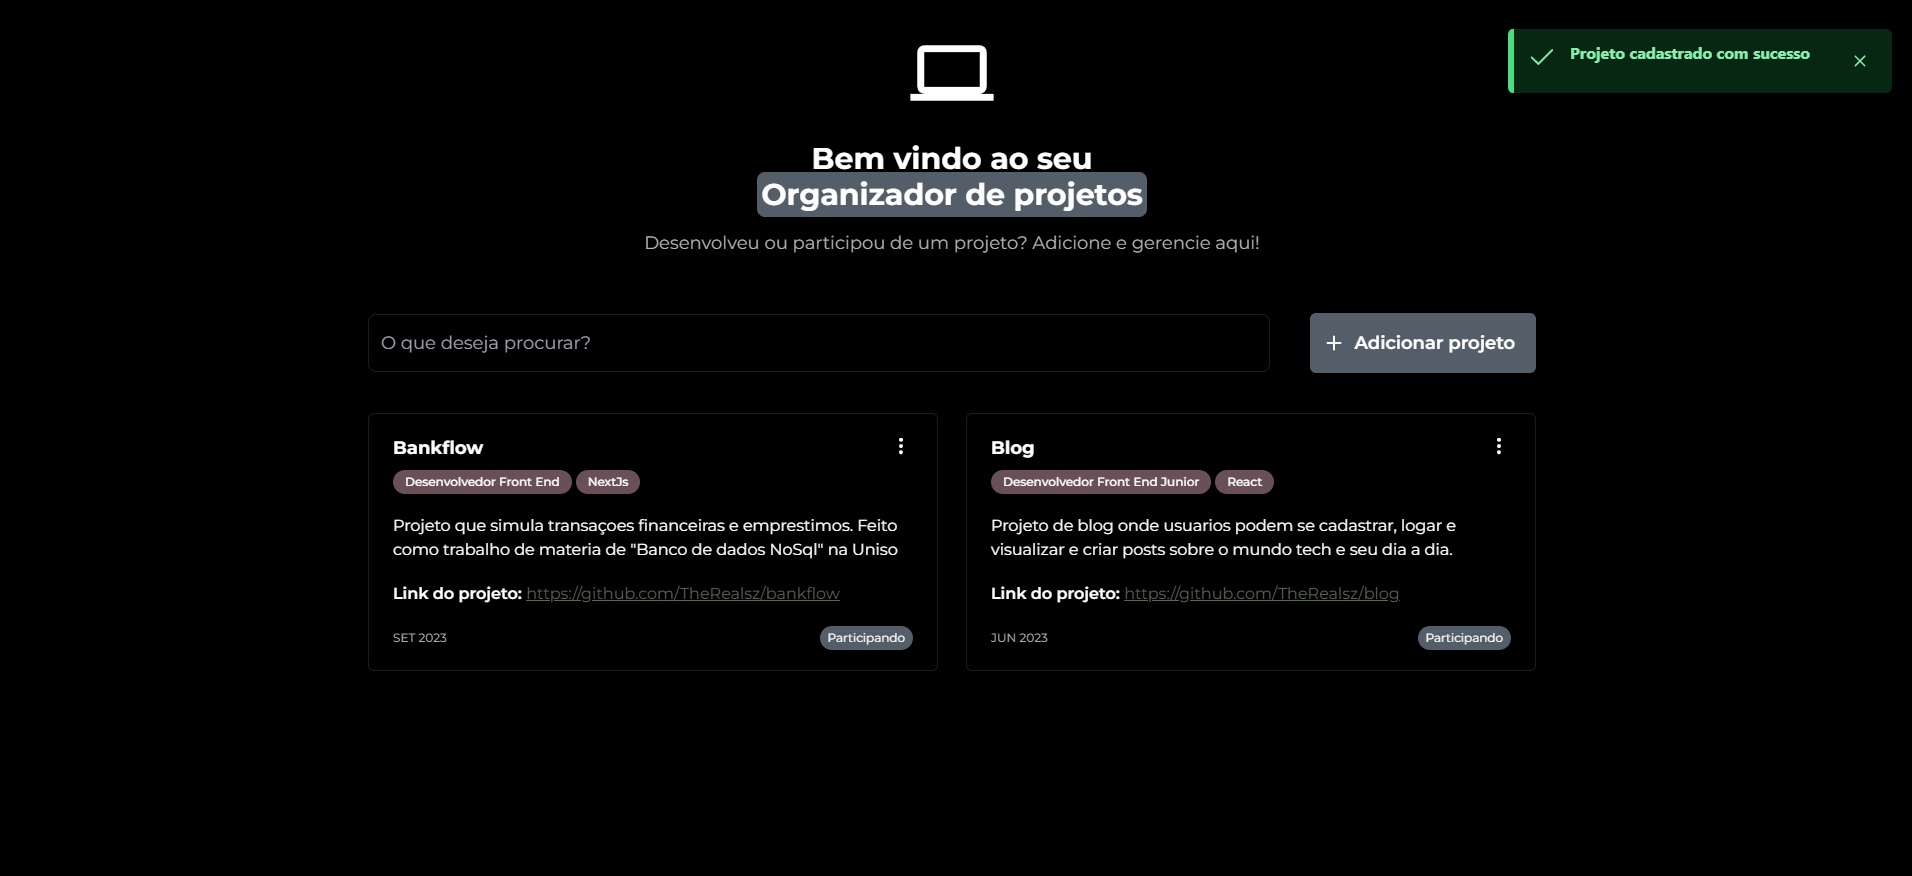 Projeto cadastrado com sucesso
Bem vindo ao seu
Organizador de projetos
Desenvolveu ou participou de um projeto? Adicione e gerencie aqui!
O que deseja procurar?
Adicionar projeto
Bankflow
Desenvolvedor Front End NextJs
Projeto que simula transaçoes financeiras e emprestimos. Feito
como trabalho de materia de "Banco de dados NoSql" na Uniso
Link do projeto: https://github.com/TheRealsz/bankflow
SET 2023 Participando
Blog
Desenvolvedor Front End Junior React
Projeto de blog onde usuarios podem se cadastrar, logar e
visualizar e criar posts sobre o mundo tech e seu dia a dia.
Link do projeto: https://github.com/TheRealsz/blog
JUN 2023 Participando